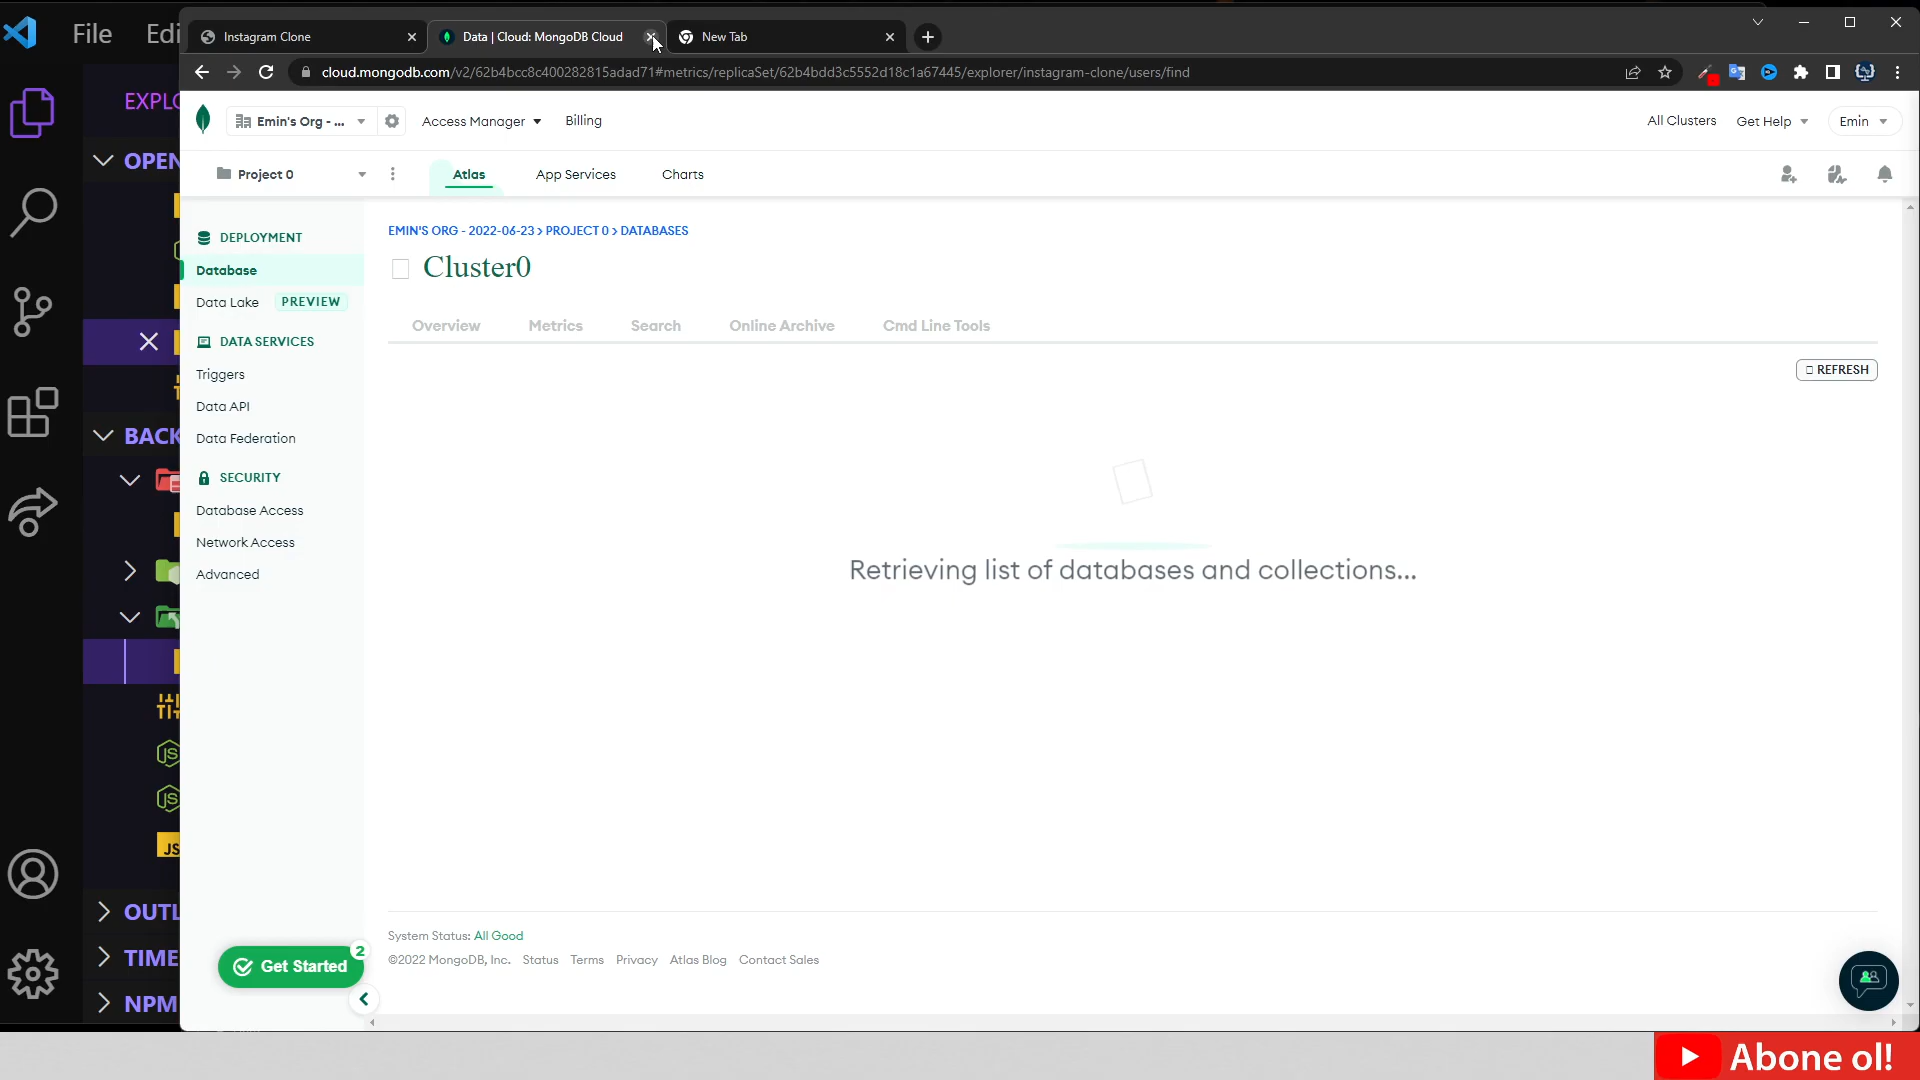 File Edi
Instagram Clone
Data | Cloud: MongoDB Cloud
New Tab
cloud.mongodb.com/v2/62b4bcc8c400282815adad71#metrics/replicaSet/62b4bdd3c5552d18c1a67445/explorer/instagram-clone/users/find
EXPLO
OPEN
BACK
JS
JS
JS
OUTL
TIME
NPM
Emin's Org - ...
Access Manager
Billing
All Clusters
Get Help
Emin
Project 0
Atlas
App Services
Charts
DEPLOYMENT
Database
Data Lake PREVIEW
DATA SERVICES
Triggers
Data API
Data Federation
SECURITY
Database Access
Network Access
Advanced
Get Started
2
EMIN'S ORG - 2022-06-23 > PROJECT 0 > DATABASES
Cluster0
Overview
Metrics
Search
Online Archive
Cmd Line Tools
REFRESH
Retrieving list of databases and collections...
System Status: All Good
©2022 MongoDB, Inc. Status Terms Privacy Atlas Blog Contact Sales
Abone ol!